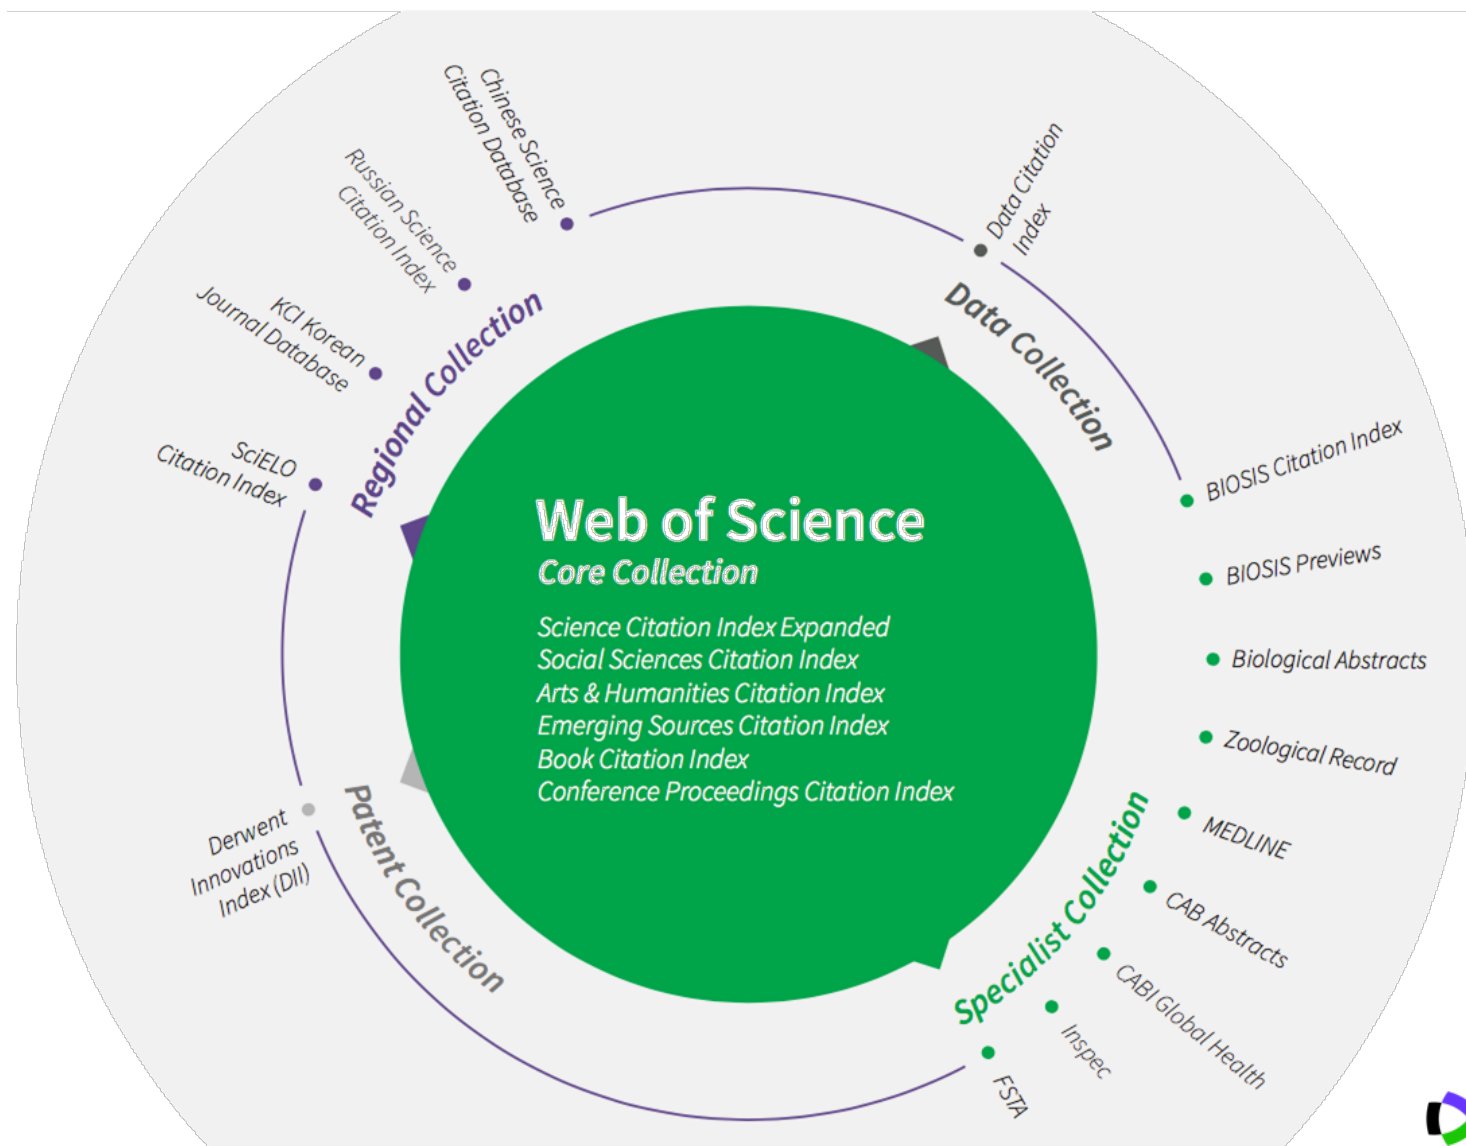 Web of Science
Core Collection
Science Citation Index Expanded
Social Sciences Citation Index
Arts & Humanities Citation Index
Emerging Sources Citation Index
Book Citation Index
Conference Proceedings Citation Index
Regional Collection
Chinese Science
Citation Database
Russian Science
Citation Index
KCI Korean
Journal Database
SciELO
Citation Index
Data Collection
Data Citation
Index
Specialist Collection
BIOSIS Citation Index
BIOSIS Previews
Biological Abstracts
Zoological Record
MEDLINE
CAB Abstracts
CABI Global Health
Inspec
FSTA
Patent Collection
Derwent
Innovations
Index (DII)